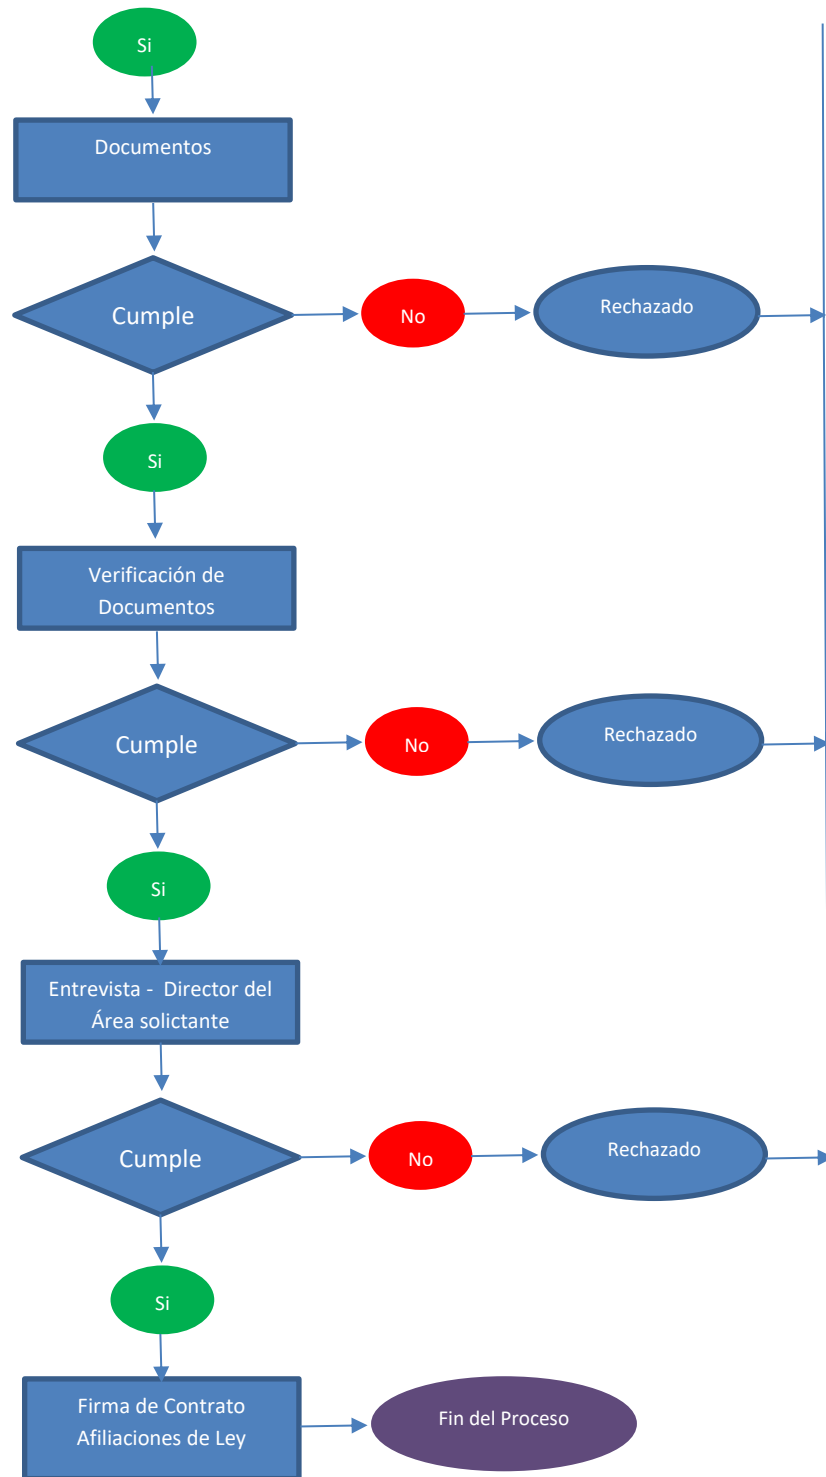 Si
Documentos
Cumple
No
Rechazado
Si
Verificación de
Documentos
Cumple
No
Rechazado
Si
Entrevista - Director del
Área solictante
Cumple
No
Rechazado
Si
Firma de Contrato
Afiliaciones de Ley
Fin del Proceso